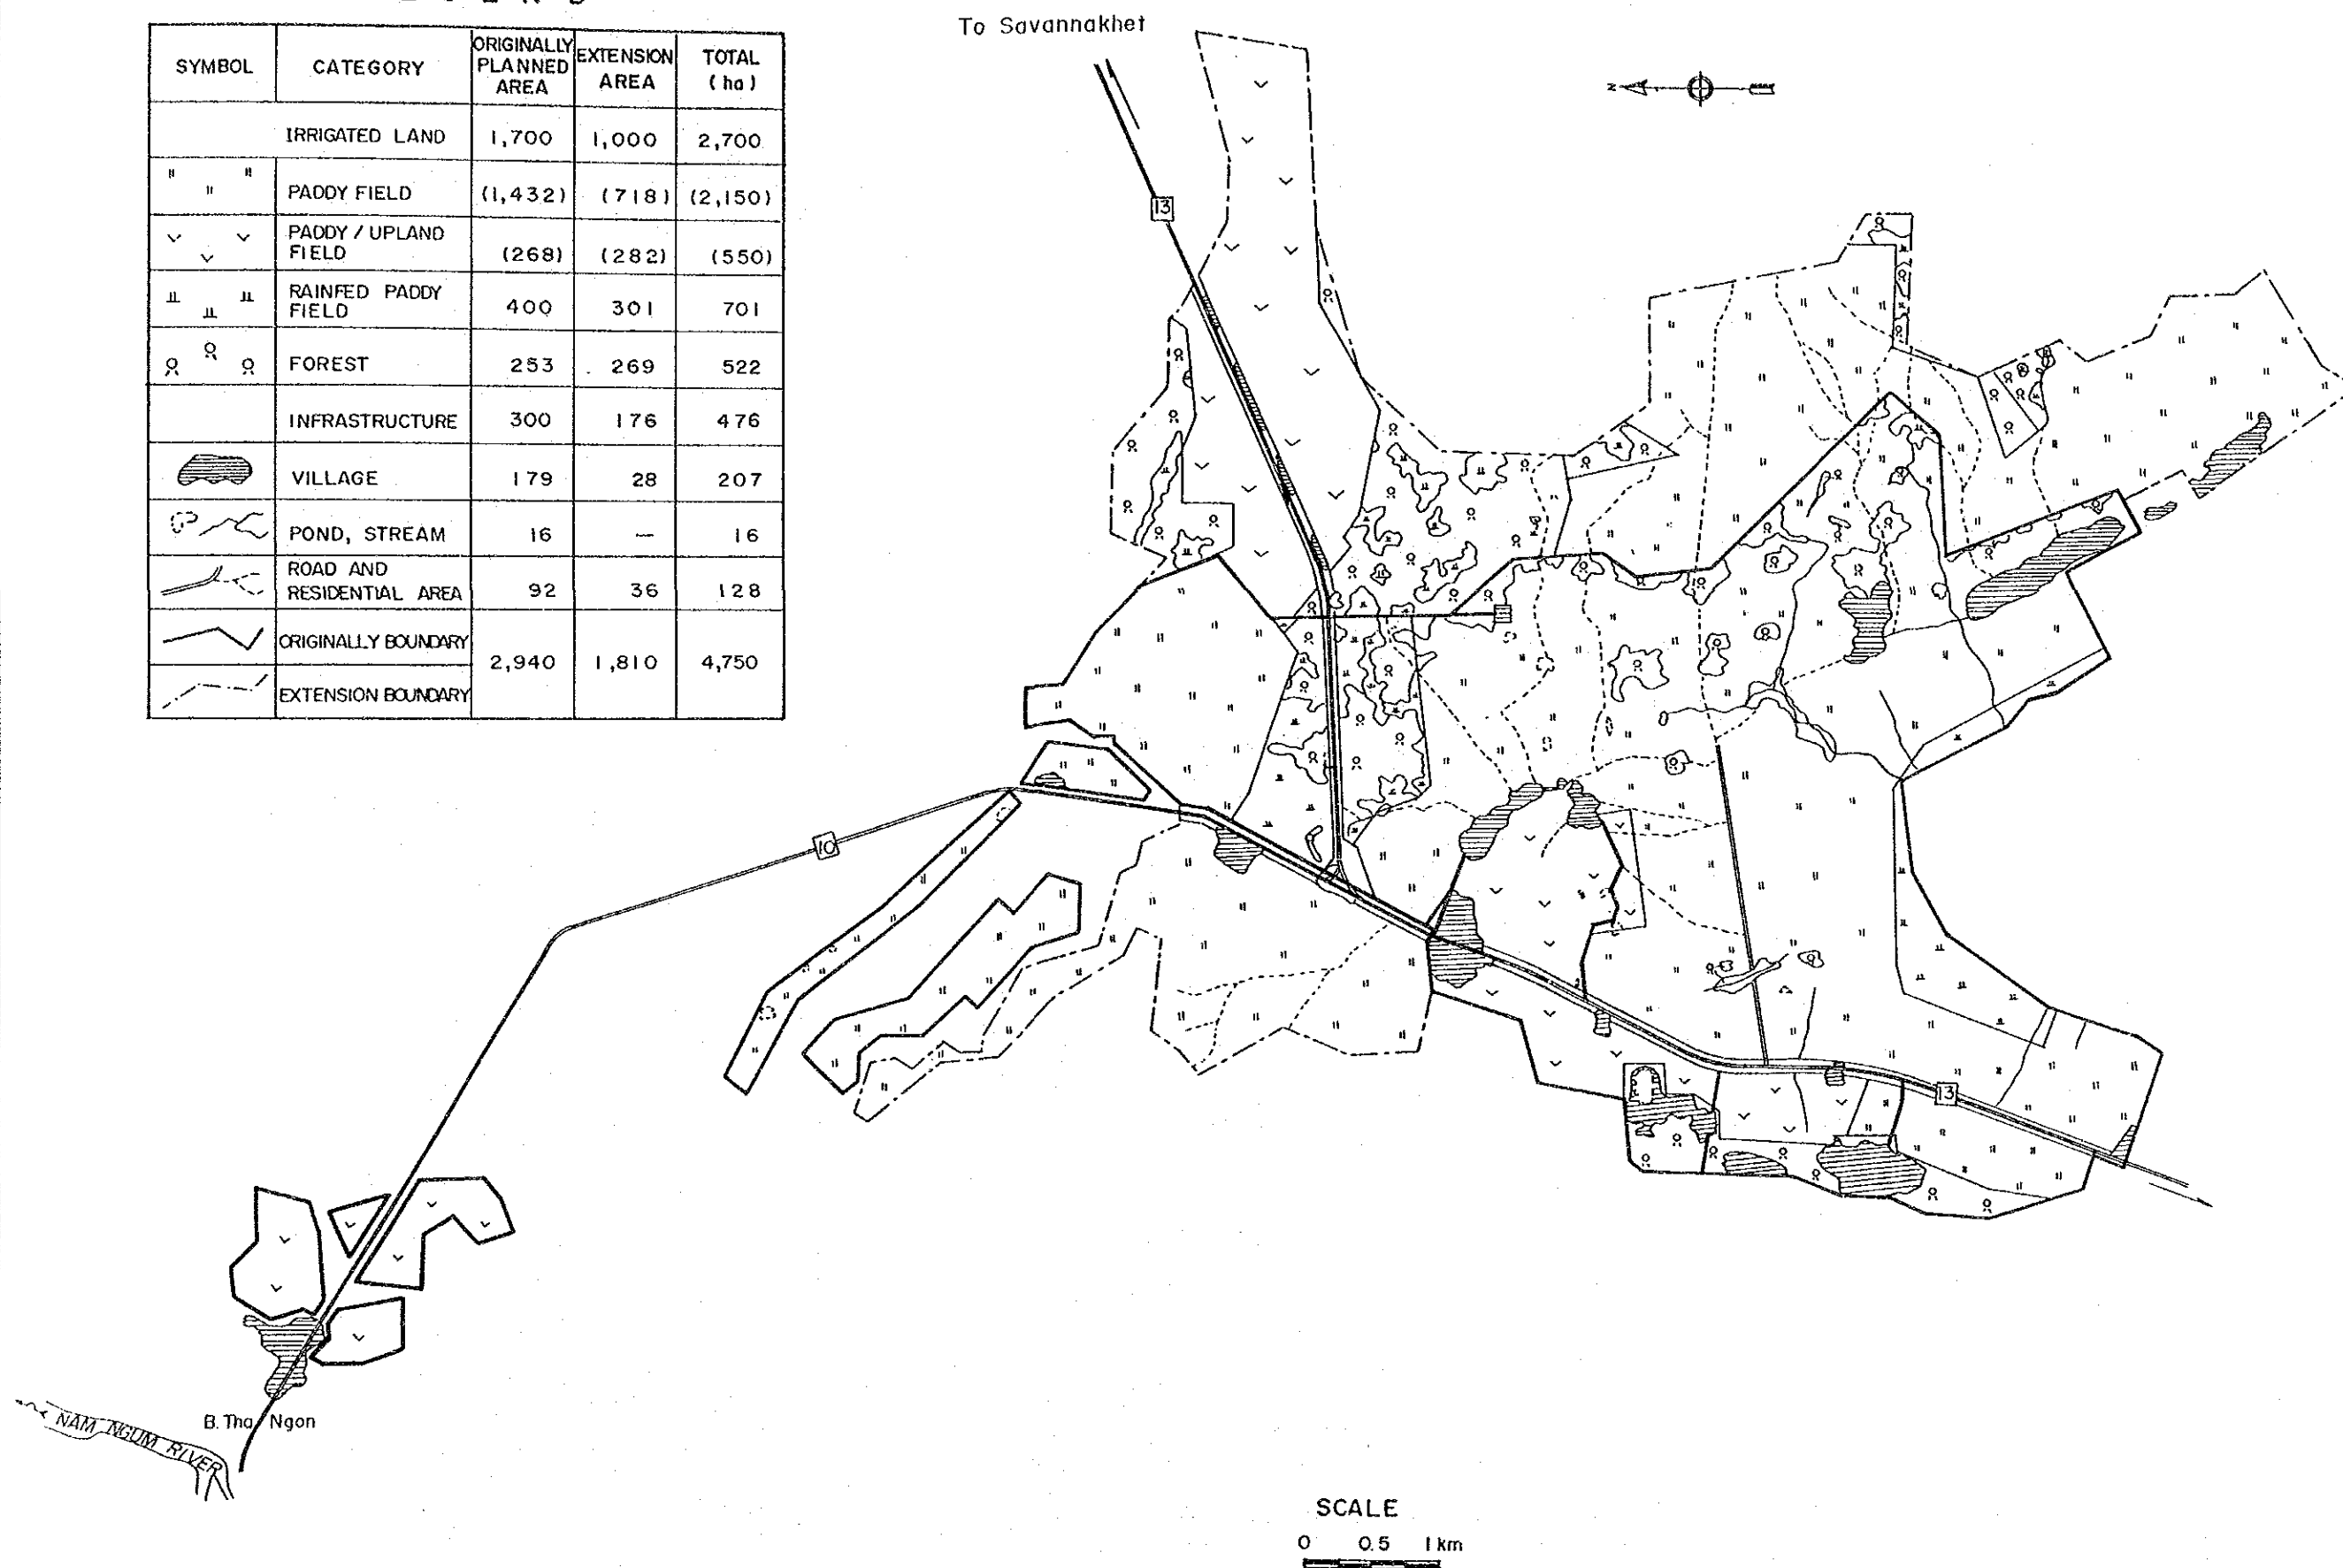 To Savannakhet
SYMBOL CATEGORY ORIGINALLY PLANNED AREA EXTENSION AREA TOTAL (ha)
IRRIGATED LAND 1,700 1,000 2,700
PADDY FIELD (1,432) (718) (2,150)
PADDY / UPLAND FIELD (268) (282) (550)
RAINFED PADDY FIELD 400 301 701
FOREST 253 269 522
INFRASTRUCTURE 300 176 476
VILLAGE 179 28 207
POND, STREAM 16 — 16
ROAD AND RESIDENTIAL AREA 92 36 128
ORIGINALLY BOUNDARY 2,940 1,810 4,750
EXTENSION BOUNDARY
N
13
10
13
B. Tha Ngon
NAM NGUM RIVER
SCALE
0 0.5 1 km